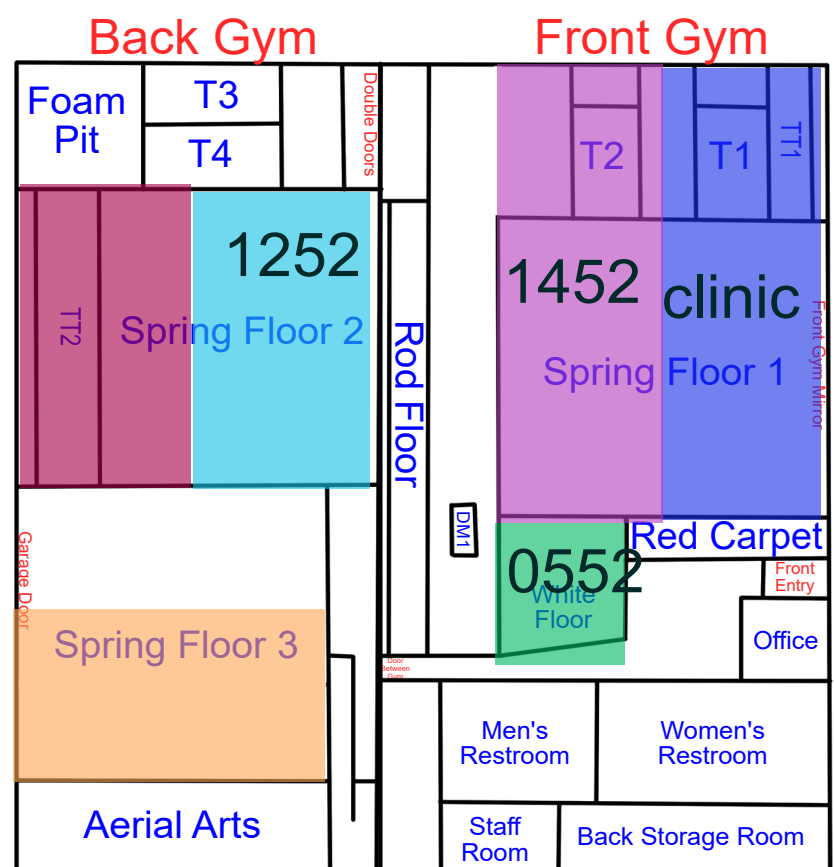 Back Gym
Front Gym
Foam
Pit
T3
T4
Double Doors
T2
T1
TT1
1252
1452
clinic
TT2
Spring Floor 2
Rod Floor
Spring Floor 1
Front Gym Mirror
DM1
Red Carpet
0552
White
Floor
Front
Entry
Garage Door
Spring Floor 3
Office
Door
Between
Gym
Men's
Restroom
Women's
Restroom
Aerial Arts
Staff
Room
Back Storage Room